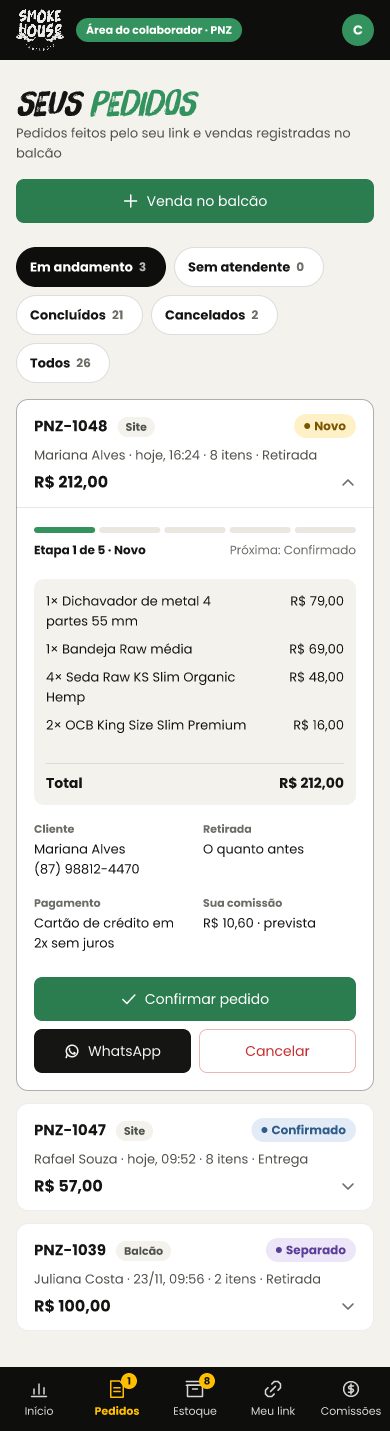 SMOKE
HOUSE
Área do colaborador · PNZ
C
SEUS PEDIDOS
Pedidos feitos pelo seu link e vendas registradas no
balcão
Venda no balcão
Em andamento 3
Sem atendente 0
Concluídos 21
Cancelados 2
Todos 26
PNZ-1048 Site
Novo
Mariana Alves · hoje, 16:24 · 8 itens · Retirada
R$ 212,00
Etapa 1 de 5 · Novo
Próxima: Confirmado
1× Dichavador de metal 4
partes 55 mm
R$ 79,00
1× Bandeja Raw média
R$ 69,00
4× Seda Raw KS Slim Organic
Hemp
R$ 48,00
2× OCB King Size Slim Premium
R$ 16,00
Total
R$ 212,00
Cliente
Mariana Alves
(87) 98812-4470
Retirada
O quanto antes
Pagamento
Cartão de crédito em
2x sem juros
Sua comissão
R$ 10,60 · prevista
Confirmar pedido
WhatsApp
Cancelar
PNZ-1047 Site
Confirmado
Rafael Souza · hoje, 09:52 · 8 itens · Entrega
R$ 57,00
PNZ-1039 Balcão
Separado
Juliana Costa · 23/11, 09:56 · 2 itens · Retirada
R$ 100,00
Início
1
Pedidos
8
Estoque
Meu link
Comissões